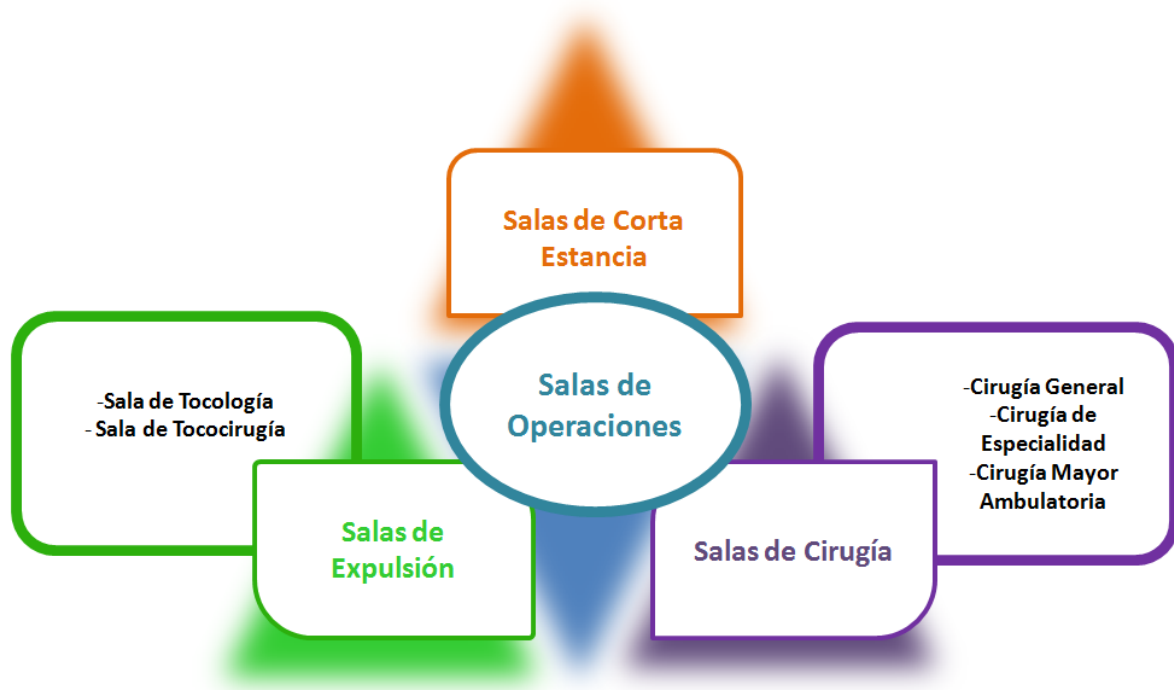 Salas de Corta
Estancia
Salas de
Operaciones
-Sala de Tocología
- Sala de Tococirugía
Salas de
Expulsión
-Cirugía General
-Cirugía de
Especialidad
-Cirugía Mayor
Ambulatoria
Salas de Cirugía